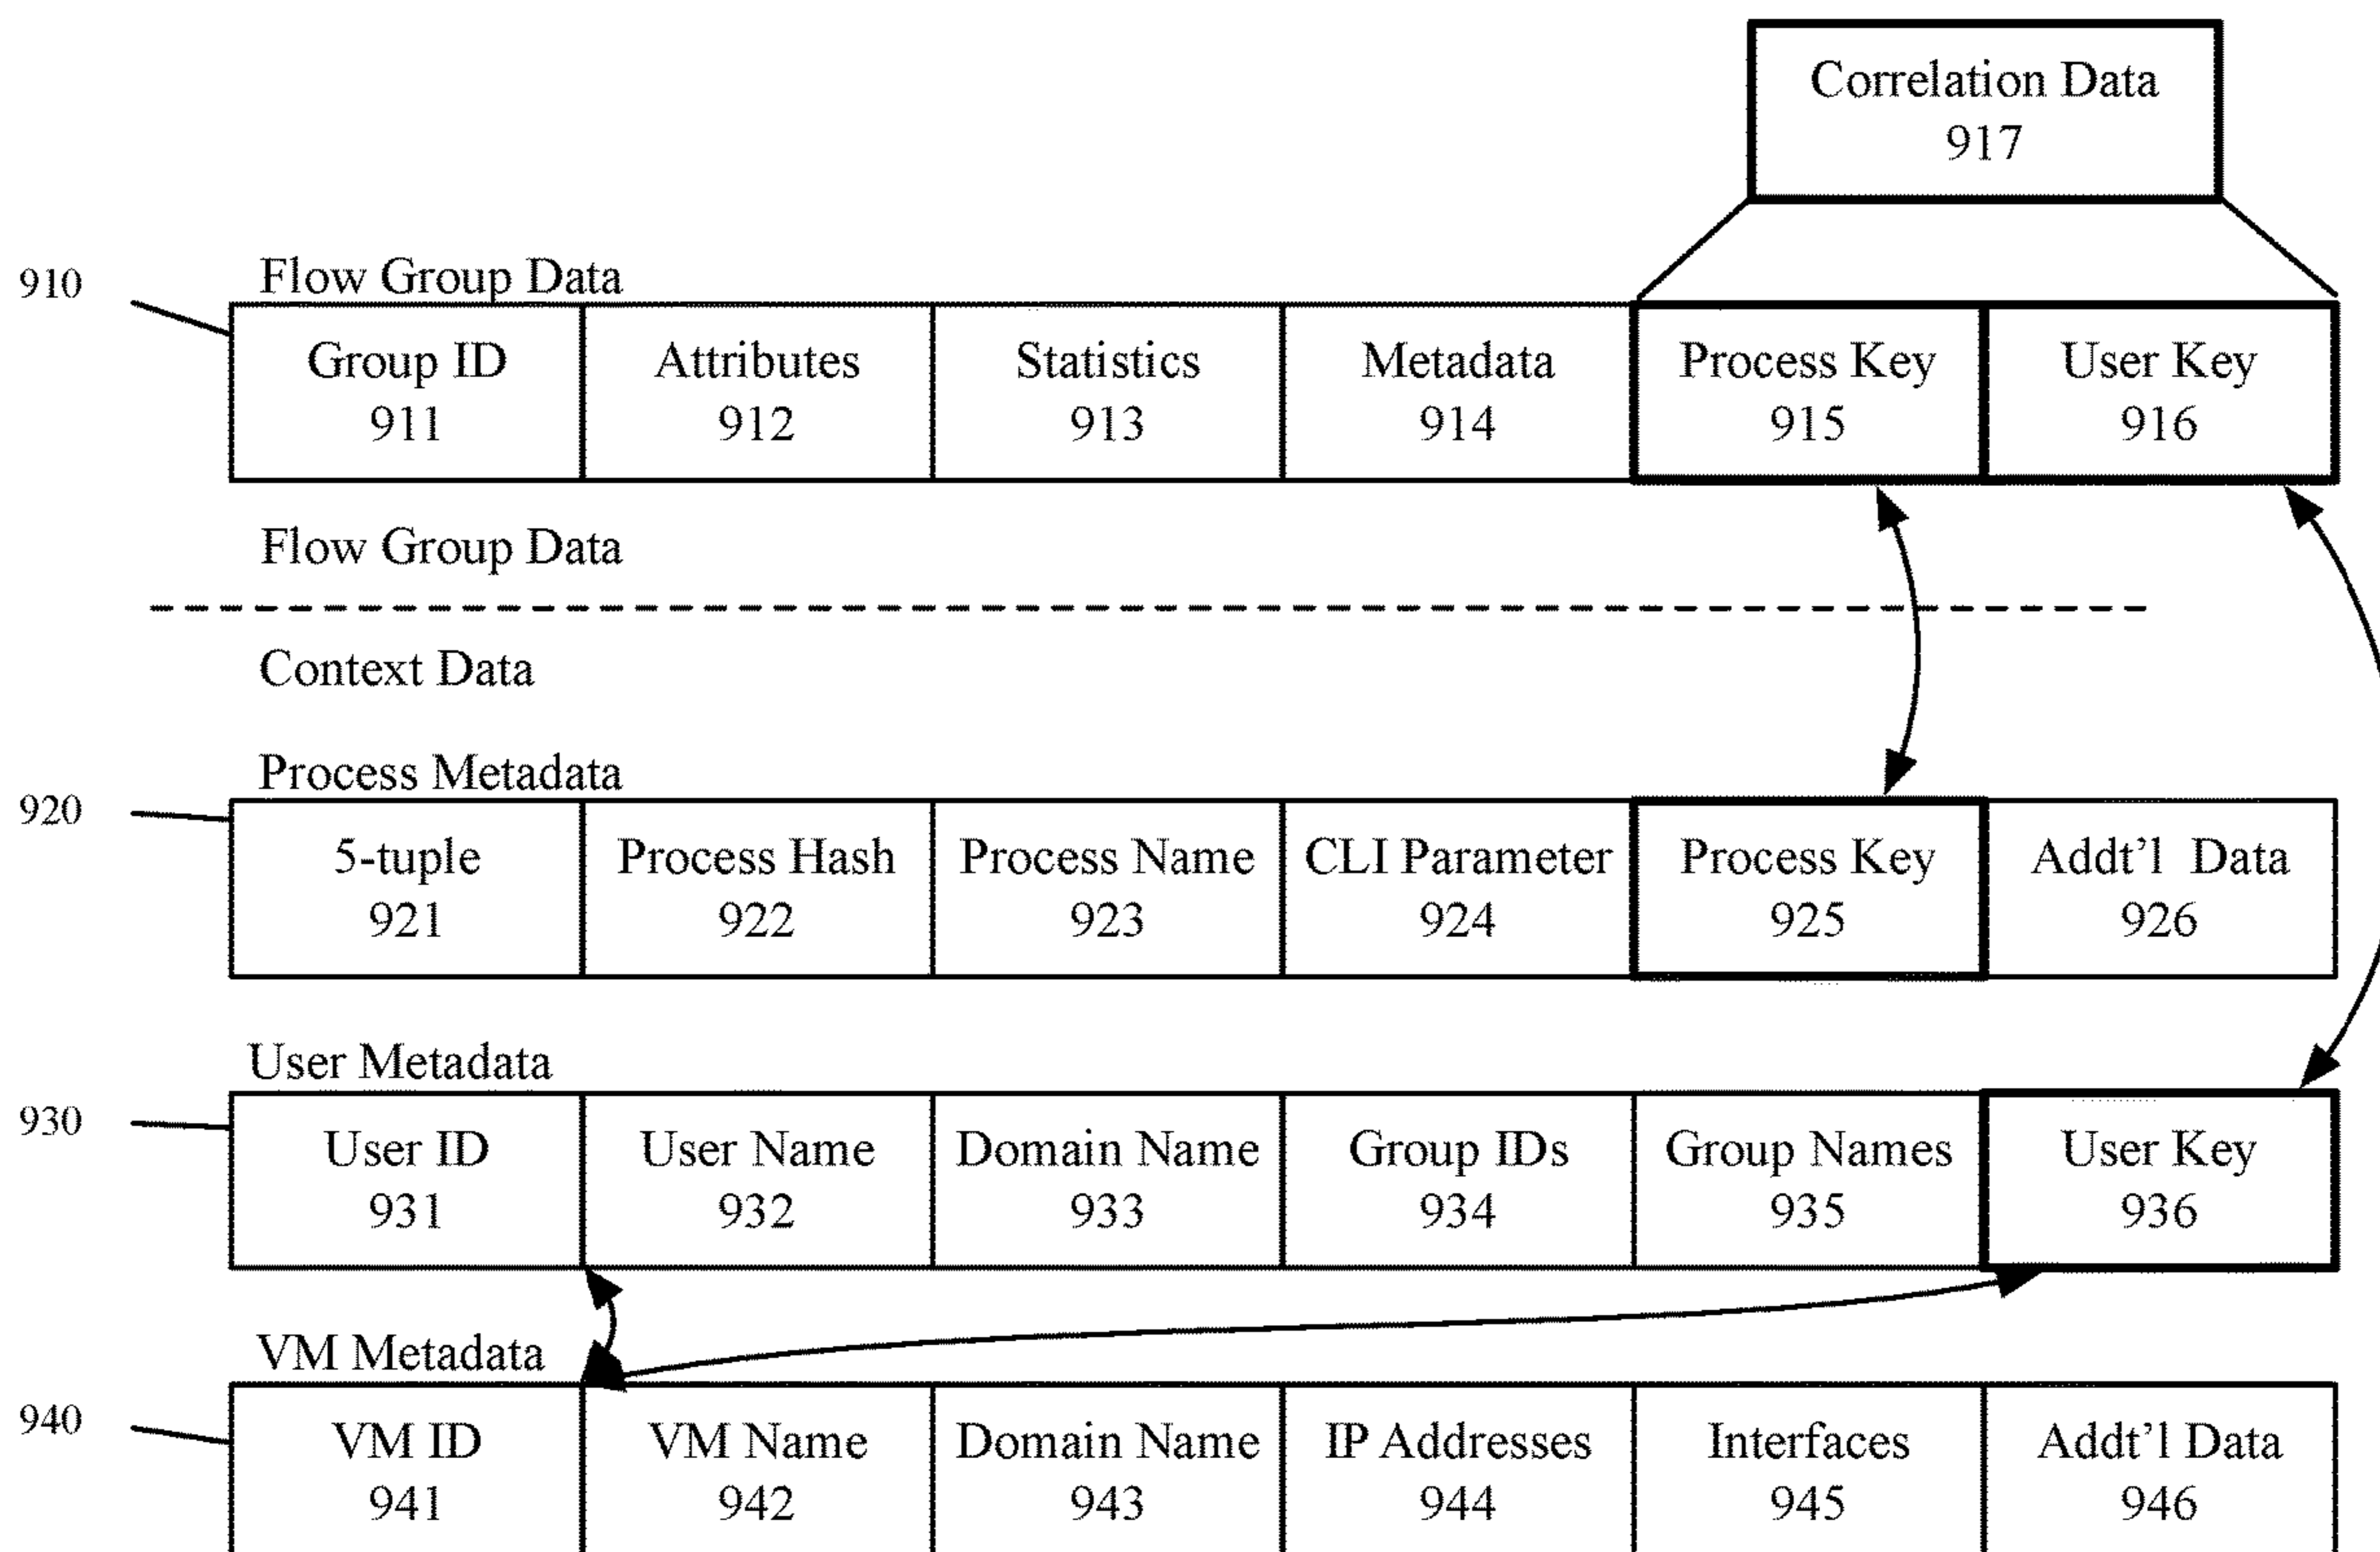 Correlation Data
917
910
Flow Group Data
Group ID
911
Attributes
912
Statistics
913
Metadata
914
Process Key
915
User Key
916
Flow Group Data
Context Data
Process Metadata
920
5-tuple
921
Process Hash
922
Process Name
923
CLI Parameter
924
Process Key
925
Addt'l Data
926
User Metadata
930
User ID
931
User Name
932
Domain Name
933
Group IDs
934
Group Names
935
User Key
936
VM Metadata
940
VM ID
941
VM Name
942
Domain Name
943
IP Addresses
944
Interfaces
945
Addt'l Data
946